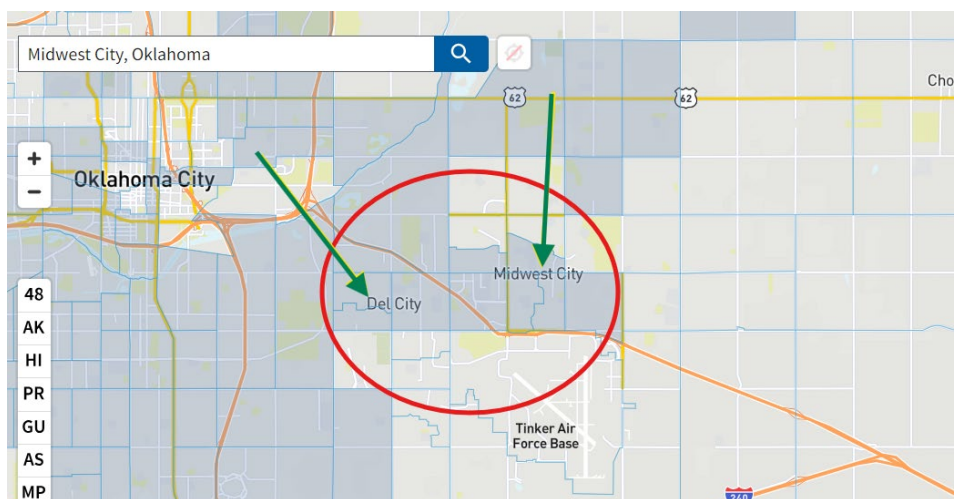 Midwest City, Oklahoma
62
62
Cho
+
−
Oklahoma City
Midwest City
Del City
48
AK
HI
PR
GU
AS
MP
Tinker Air
Force Base
240